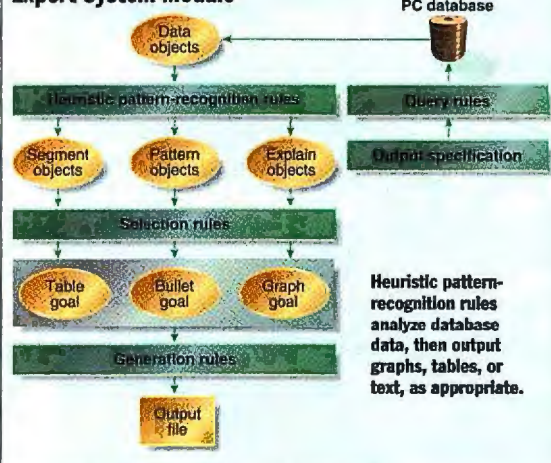 Expert System Module
PC database
Data
objects
Heuristic pattern-recognition rules
Query rules
Segment
objects
Pattern
objects
Explain
objects
Output specification
Selection rules
Table
goal
Bullet
goal
Graph
goal
Heuristic pattern-
recognition rules
analyze database
data, then output
graphs, tables, or
text, as appropriate.
Generation rules
Output
file